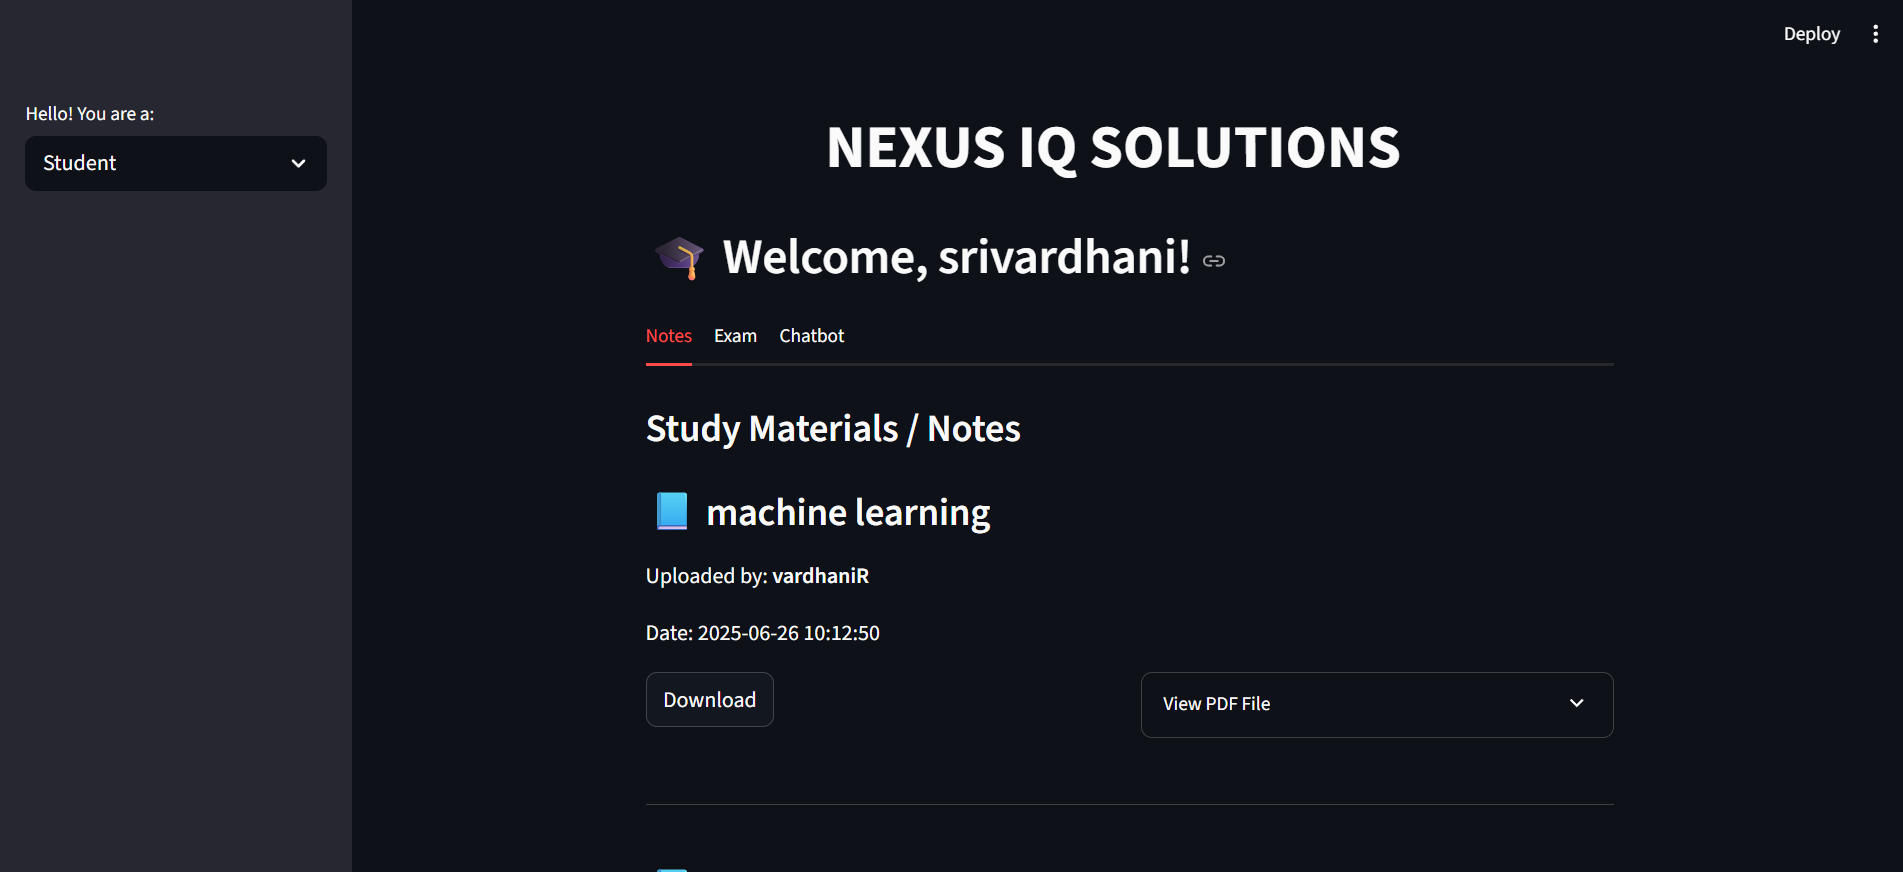 Deploy
Hello! You are a:
Student
NEXUS IQ SOLUTIONS
Welcome, srivardhani!
Notes Exam Chatbot
Study Materials / Notes
machine learning
Uploaded by: vardhaniR
Date: 2025-06-26 10:12:50
Download
View PDF File